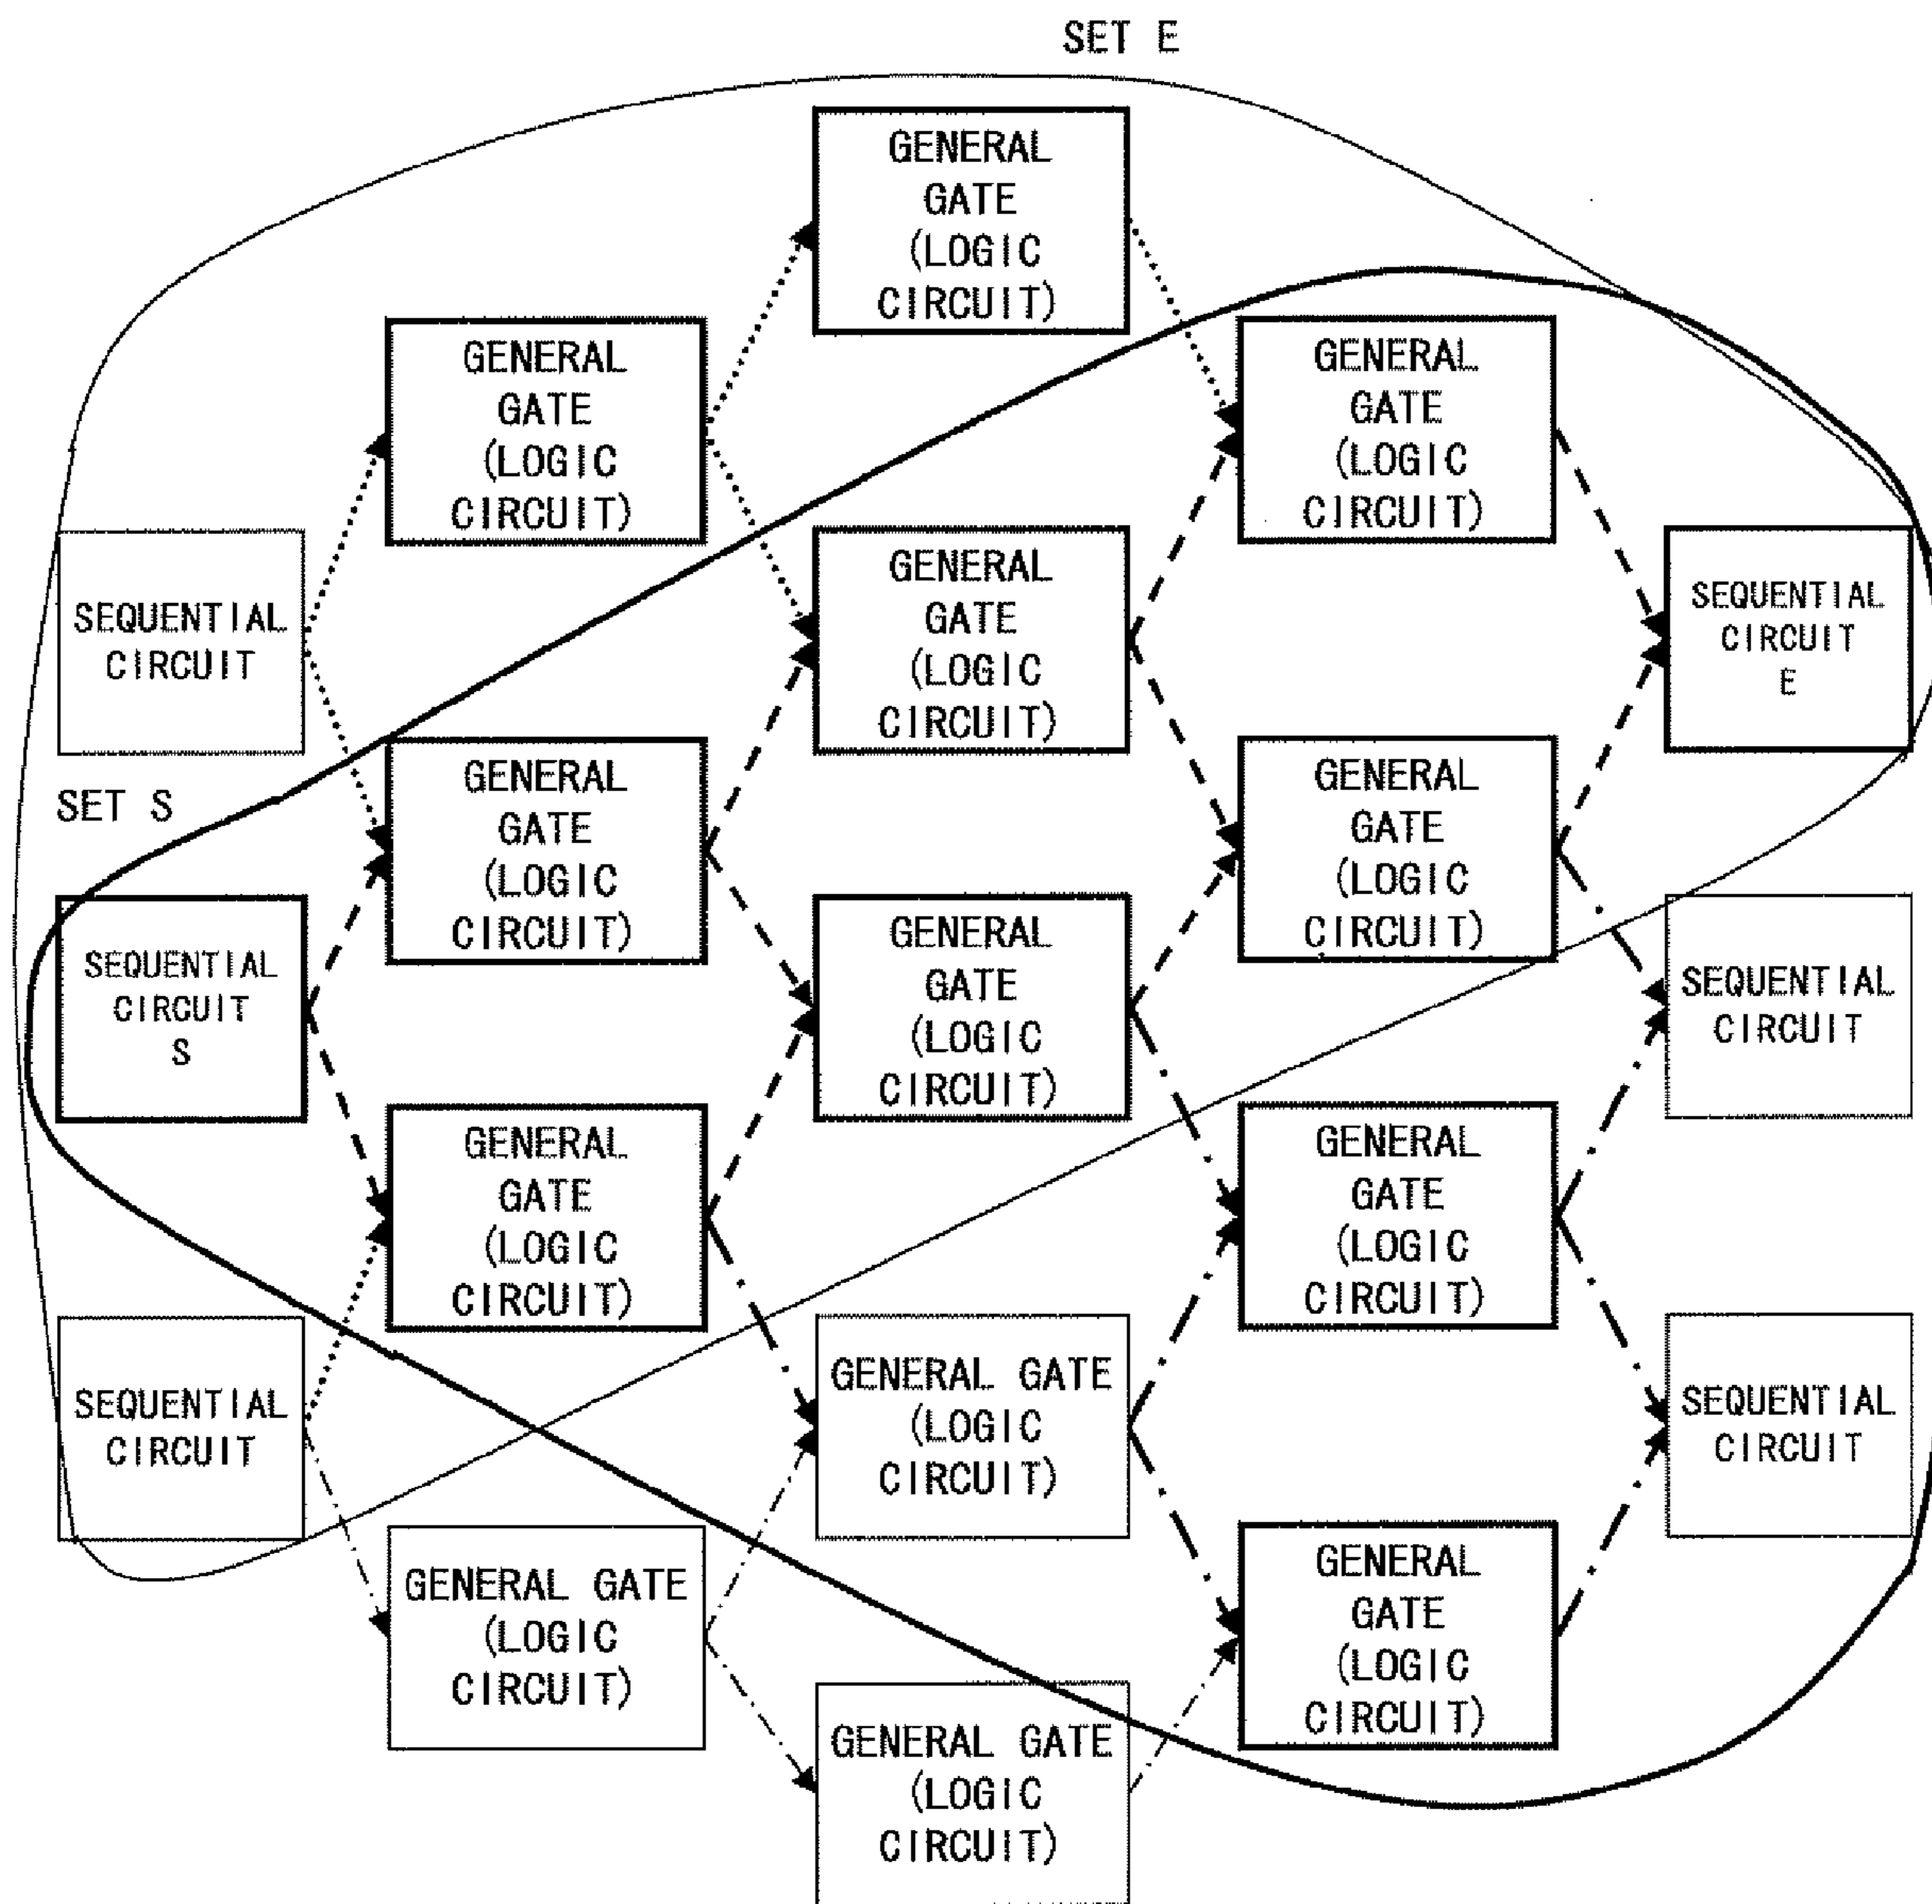 SET E
GENERAL
GATE
(LOGIC
CIRCUIT)
GENERAL
GATE
(LOGIC
CIRCUIT)
GENERAL
GATE
(LOGIC
CIRCUIT)
SEQUENTIAL
CIRCUIT
GENERAL
GATE
(LOGIC
CIRCUIT)
SEQUENTIAL
CIRCUIT
E
SET S
GENERAL
GATE
(LOGIC
CIRCUIT)
GENERAL
GATE
(LOGIC
CIRCUIT)
SEQUENTIAL
CIRCUIT
S
GENERAL
GATE
(LOGIC
CIRCUIT)
SEQUENTIAL
CIRCUIT
GENERAL
GATE
(LOGIC
CIRCUIT)
GENERAL
GATE
(LOGIC
CIRCUIT)
SEQUENTIAL
CIRCUIT
GENERAL GATE
(LOGIC
CIRCUIT)
SEQUENTIAL
CIRCUIT
GENERAL GATE
(LOGIC
CIRCUIT)
GENERAL
GATE
(LOGIC
CIRCUIT)
GENERAL GATE
(LOGIC
CIRCUIT)